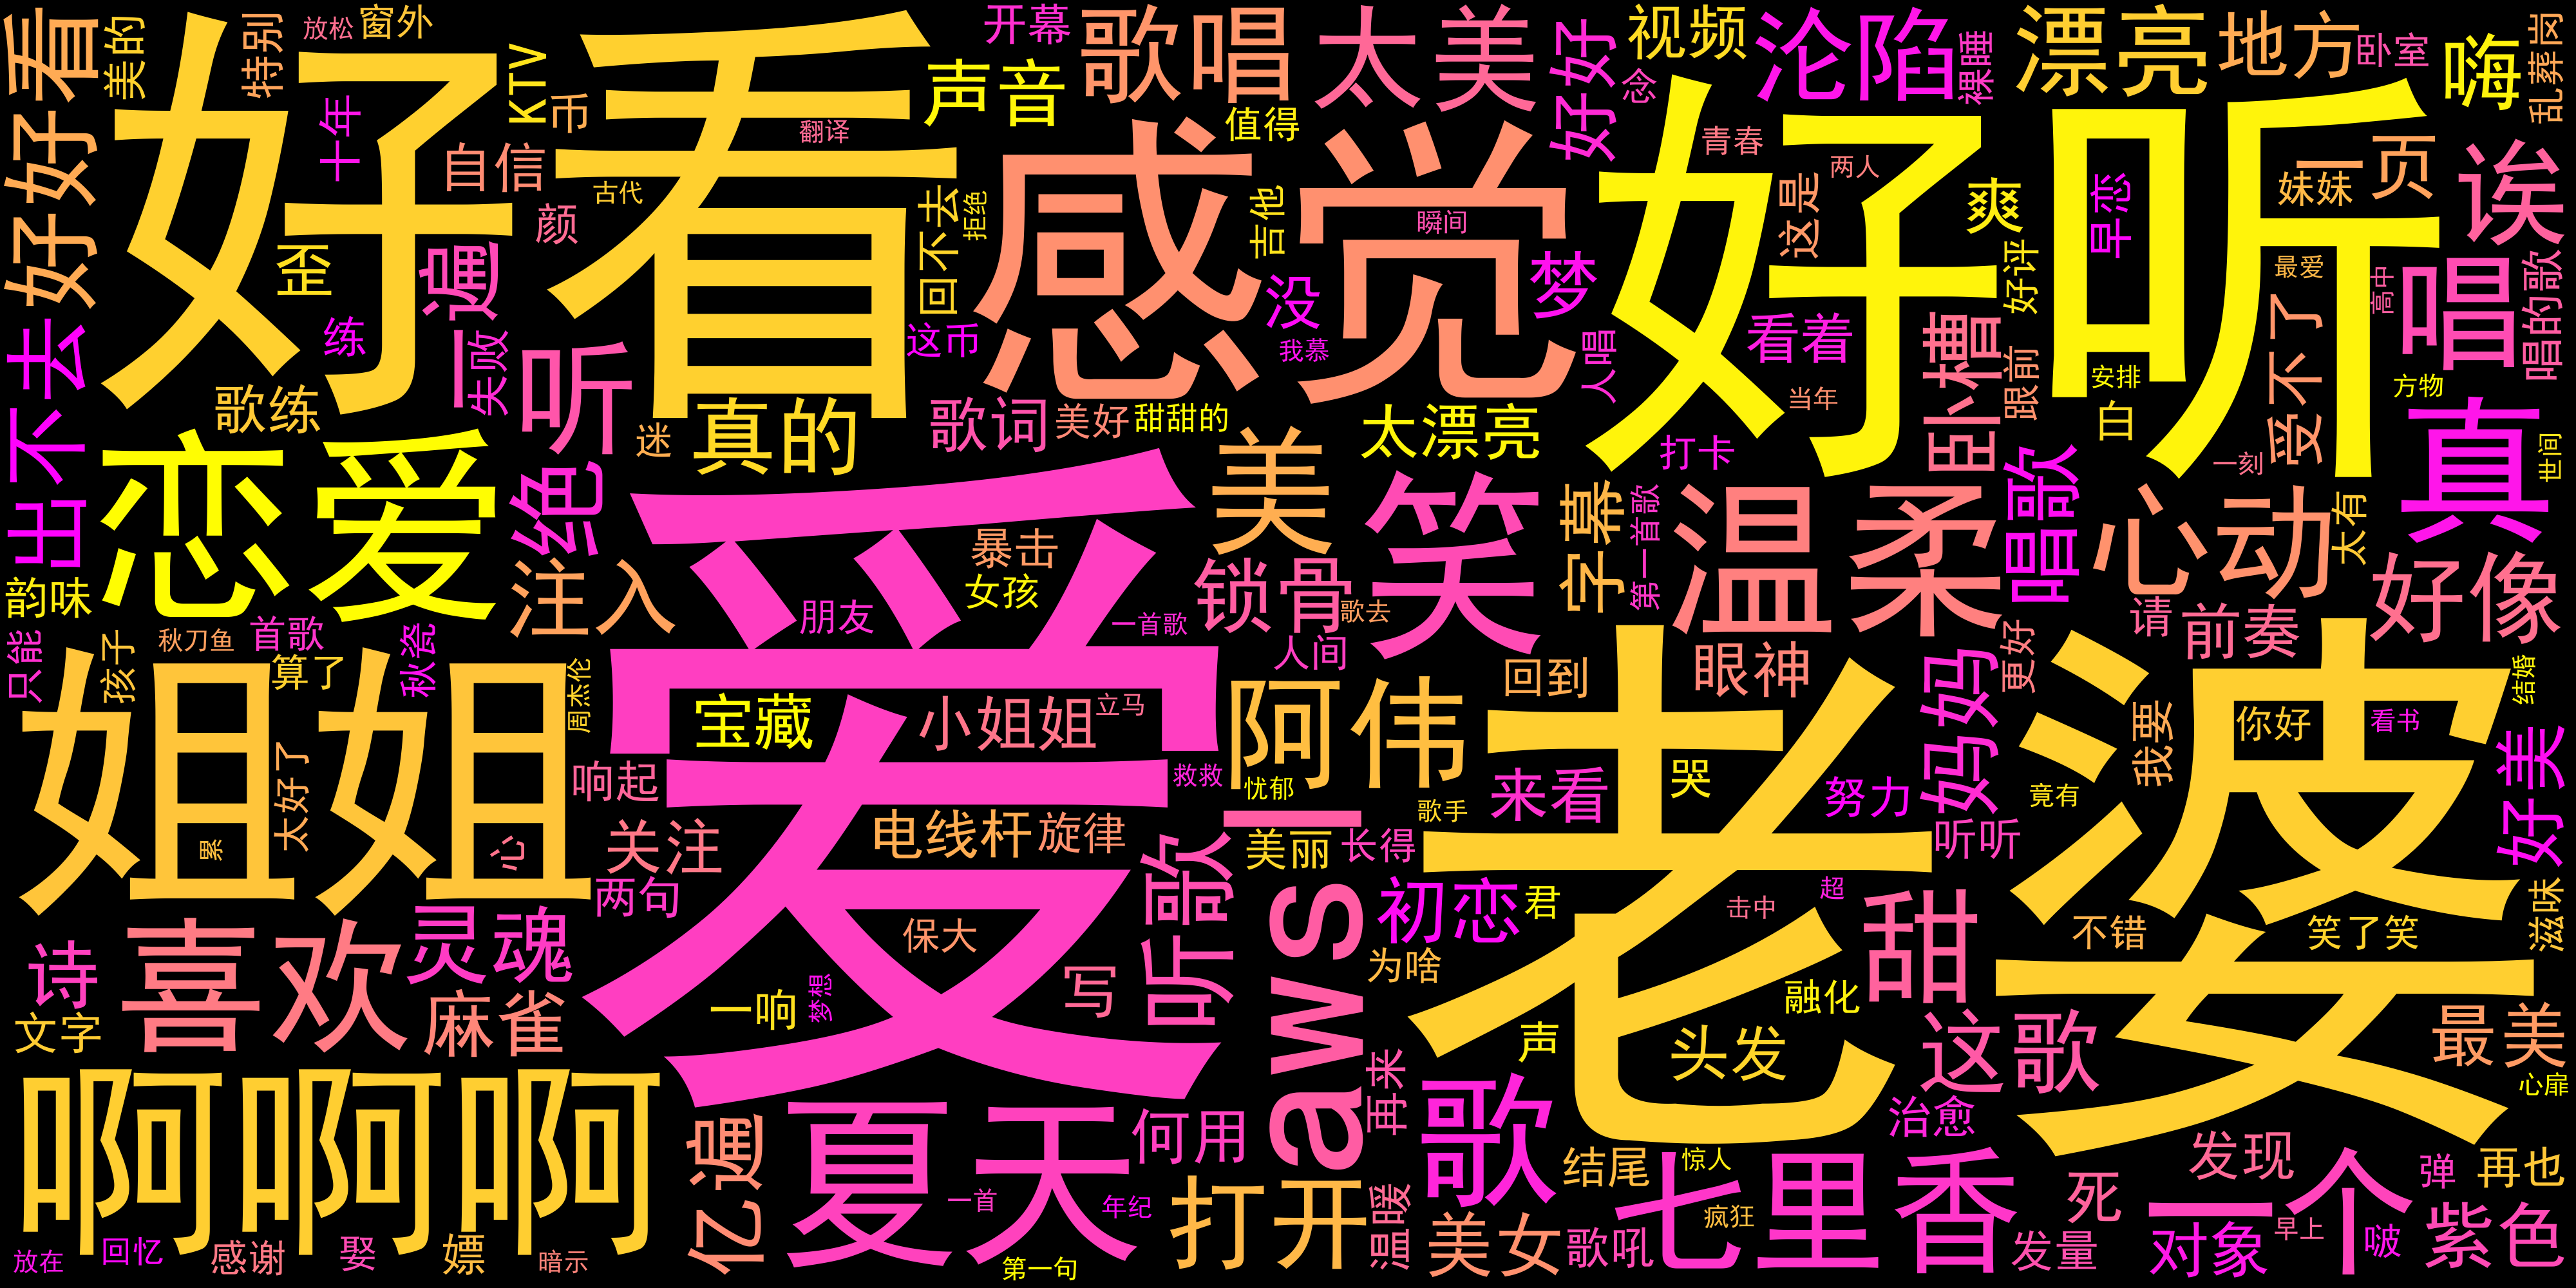 好看
感觉
好听
爱
老婆
恋爱
姐姐
啊啊啊
喜欢
夏天
温柔
七里香
笑
真
歌
aws
一个
心动
唱
好好好看
美的
特别
放松
窗外
十年
KTV
币
自信
翻译
古代
颜
歪
一遍
练
失败
歌练
听
迷
真的
开幕
声音
歌唱
值得
太美
回不去
拒绝
吉他
瞬间
没
梦
这币
我慕
人唱
歌词
美好
甜甜的
太漂亮
好好
念
视频
沦陷
裸睡
青春
两人
这是
爽
好评
看着
当年
打卡
卧槽
跟前
漂亮
地方
卧室
嗨
乱葬岗
早恋
一页
妹妹
诶
最爱
高中
唱的歌
受不了
安排
白
方物
一刻
世间
出不去
韵味
绝
注入
暴击
女孩
朋友
一首歌
美
锁骨
歌去
人间
字幕
第一首歌
唱歌
太有
好像
请
前奏
只能
孩子
秋刀鱼
首歌
算了
秋瓷
周杰伦
太好了
累
心
响起
关注
两句
宝藏
小姐姐
立马
救救
电线杆
旋律
保大
一响
梦想
写
听歌
阿伟
忧郁
美丽
长得
歌手
回到
眼神
来看
哭
努力
妈妈
更好
听听
我要
你好
看书
结婚
竟有
好美
初恋
君
为啥
击中
超
甜
不错
笑了笑
滋味
融化
声
头发
这歌
最美
心扉
诗
灵魂
文字
麻雀
亿遍
何用
打开
再来
温暖
美女
歌吼
结尾
惊人
疯狂
治愈
发现
死
发量
对象
早上
弹
啵
再也
紫色
放在
回忆
感谢
娶
嫖
暗示
一首
年纪
第一句